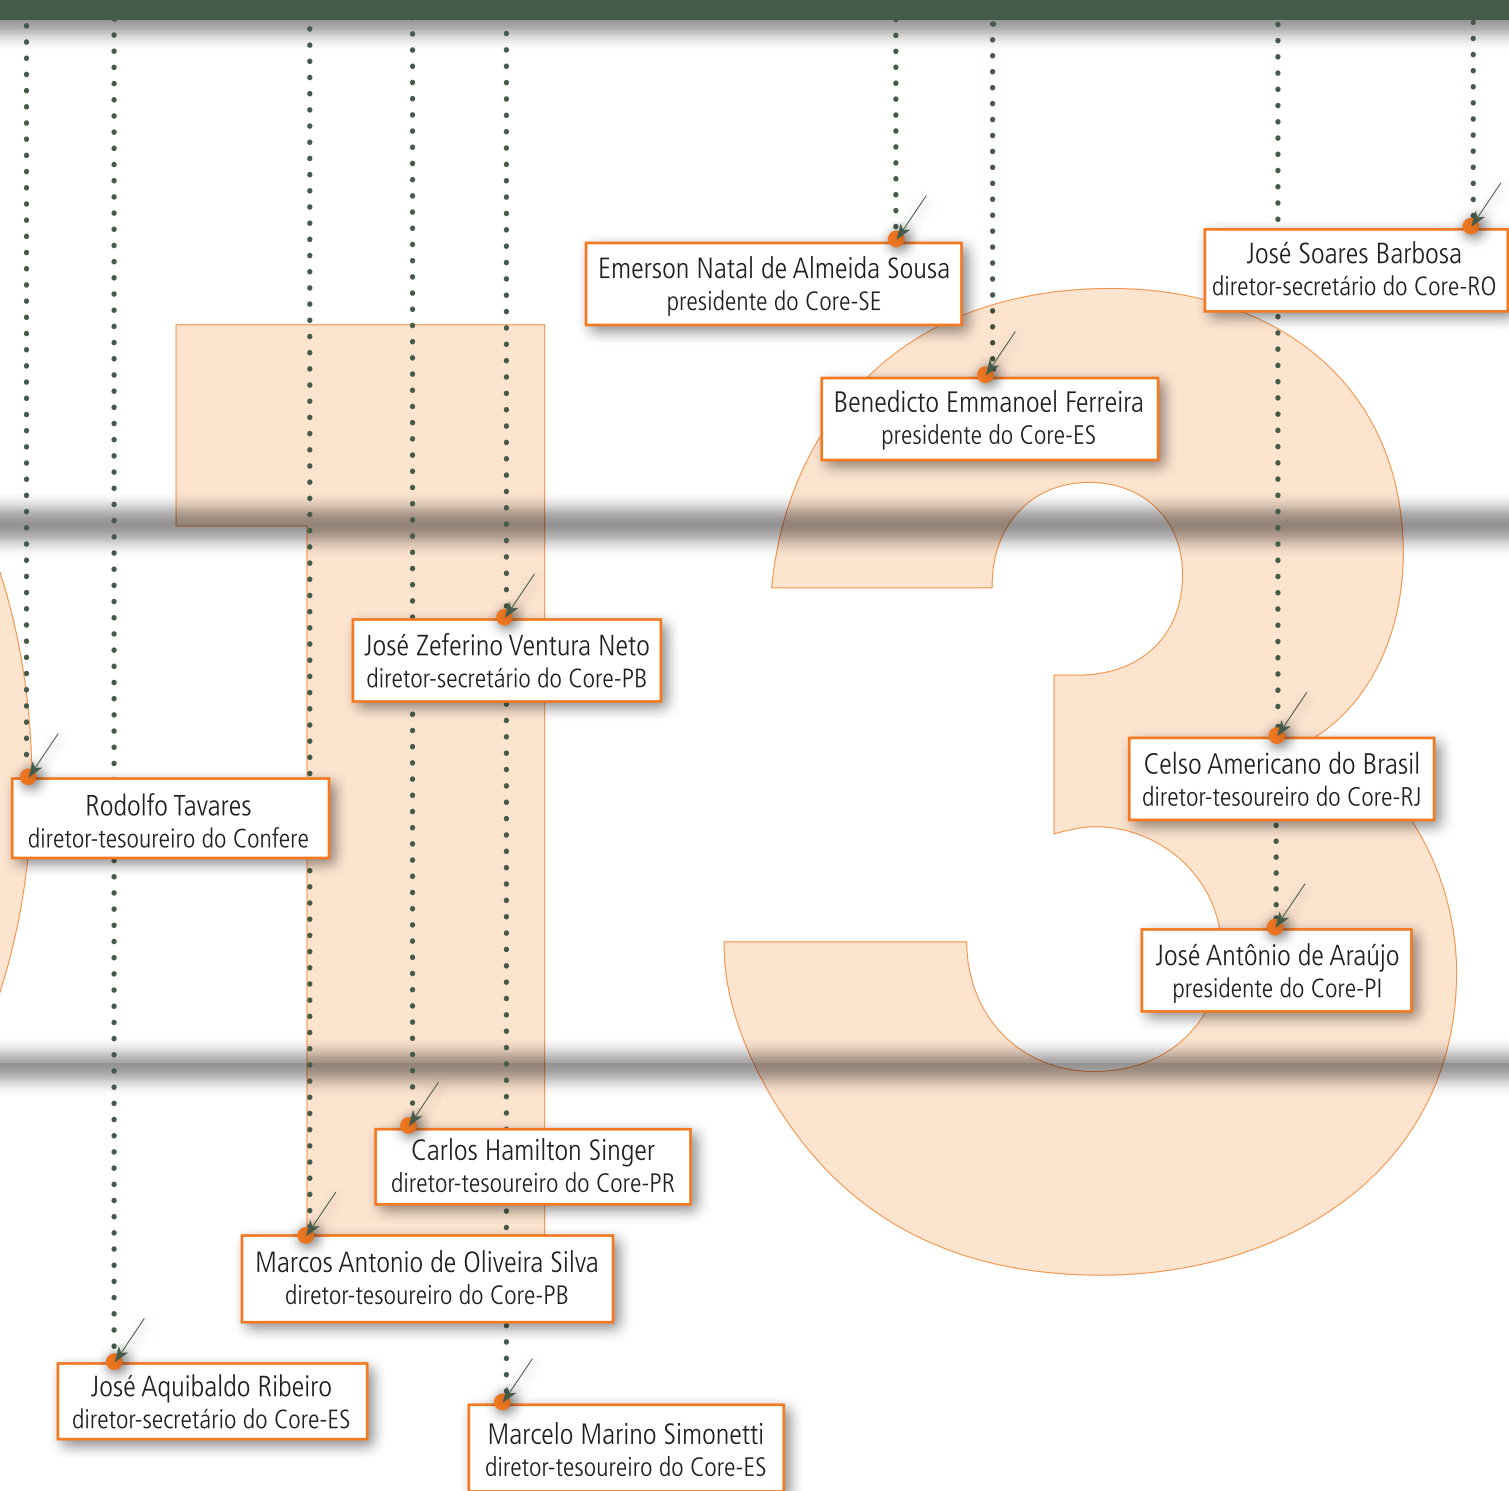 Emerson Natal de Almeida Sousa
presidente do Core-SE
José Soares Barbosa
diretor-secretário do Core-RO
Benedicto Emmanoel Ferreira
presidente do Core-ES
José Zeferino Ventura Neto
diretor-secretário do Core-PB
Celso Americano do Brasil
diretor-tesoureiro do Core-RJ
Rodolfo Tavares
diretor-tesoureiro do Confere
José Antônio de Araújo
presidente do Core-PI
Carlos Hamilton Singer
diretor-tesoureiro do Core-PR
Marcos Antonio de Oliveira Silva
diretor-tesoureiro do Core-PB
José Aquibaldo Ribeiro
diretor-secretário do Core-ES
Marcelo Marino Simonetti
diretor-tesoureiro do Core-ES
13